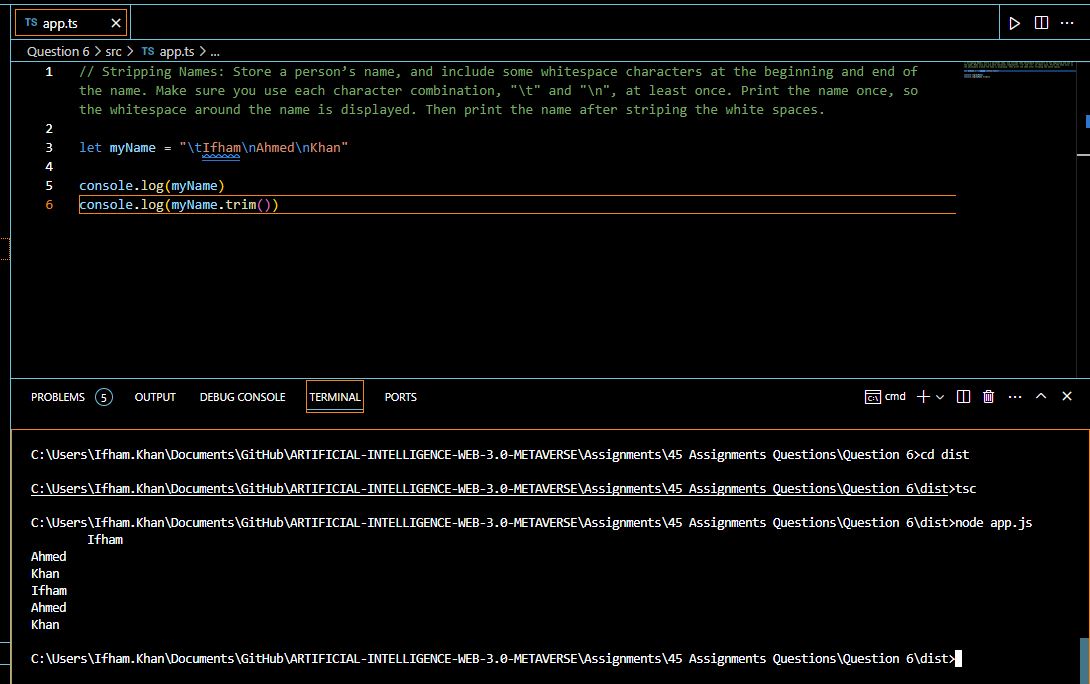 TS app.ts
Question 6 > src > TS app.ts > ...
1 // Stripping Names: Store a person’s name, and include some whitespace characters at the beginning and end of
the name. Make sure you use each character combination, "\t" and "\n", at least once. Print the name once, so
the whitespace around the name is displayed. Then print the name after striping the white spaces.
2
3 let myName = "\tIfham\nAhmed\nKhan"
4
5 console.log(myName)
6 console.log(myName.trim())
PROBLEMS 5 OUTPUT DEBUG CONSOLE TERMINAL PORTS cmd
C:\Users\Ifham.Khan\Documents\GitHub\ARTIFICIAL-INTELLIGENCE-WEB-3.0-METAVERSE\Assignments\45 Assignments Questions\Question 6>cd dist
C:\Users\Ifham.Khan\Documents\GitHub\ARTIFICIAL-INTELLIGENCE-WEB-3.0-METAVERSE\Assignments\45 Assignments Questions\Question 6\dist>tsc
C:\Users\Ifham.Khan\Documents\GitHub\ARTIFICIAL-INTELLIGENCE-WEB-3.0-METAVERSE\Assignments\45 Assignments Questions\Question 6\dist>node app.js
Ifham
Ahmed
Khan
Ifham
Ahmed
Khan
C:\Users\Ifham.Khan\Documents\GitHub\ARTIFICIAL-INTELLIGENCE-WEB-3.0-METAVERSE\Assignments\45 Assignments Questions\Question 6\dist>